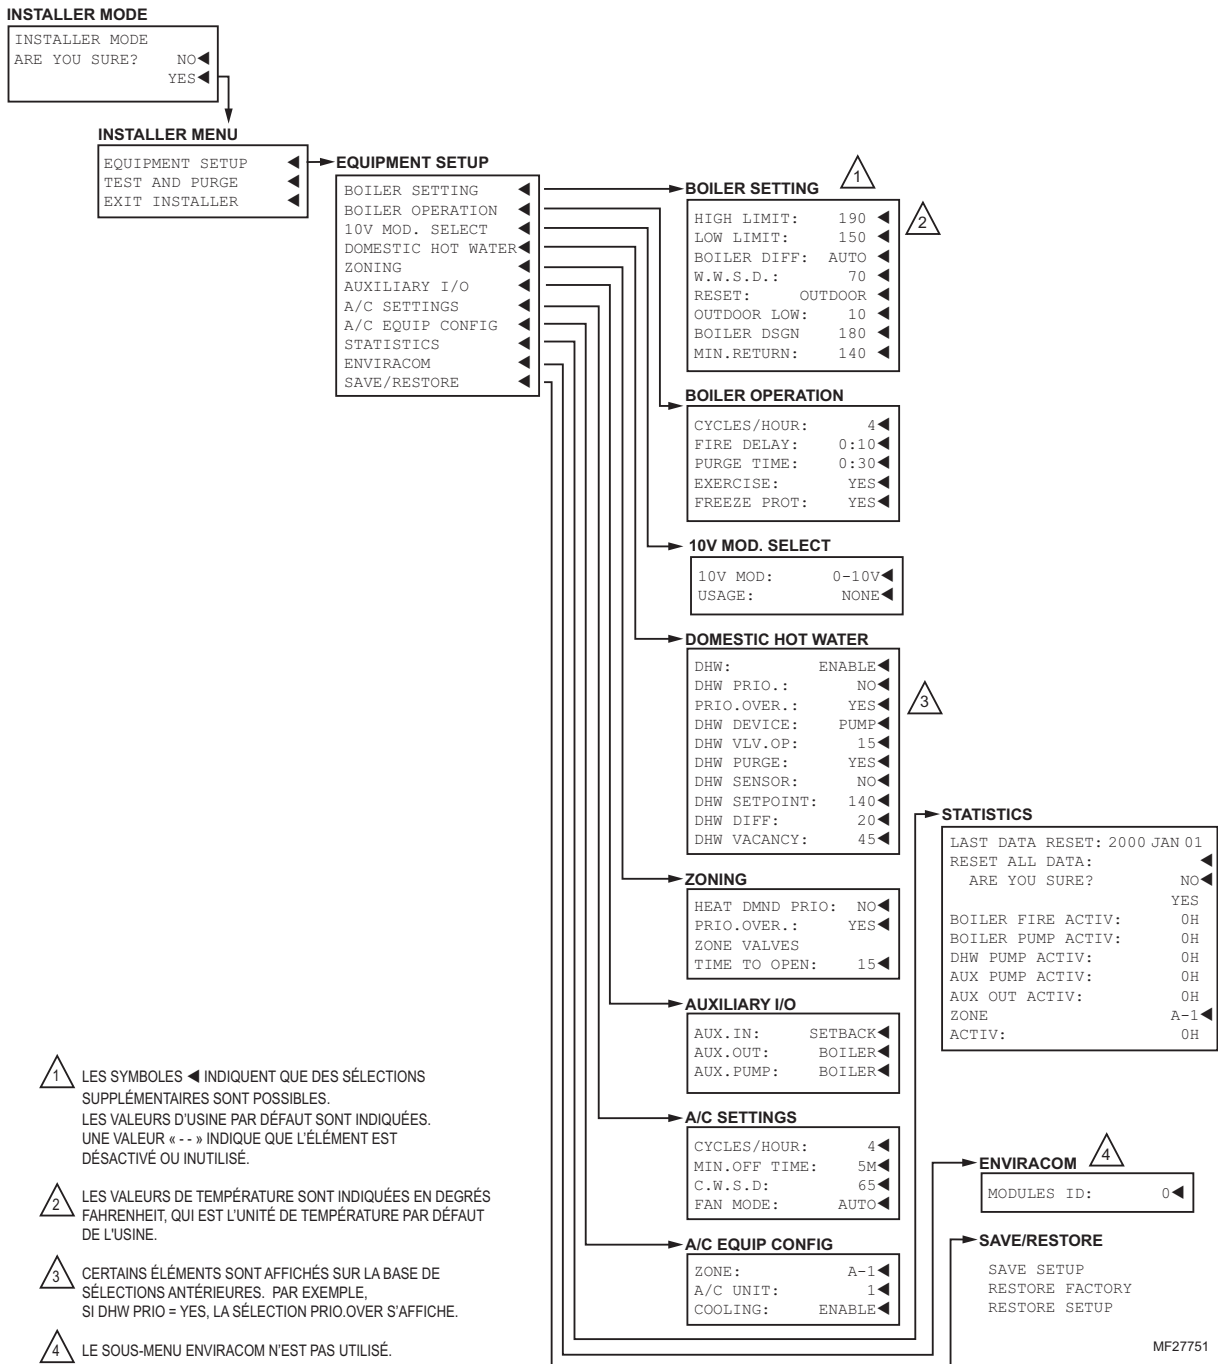 INSTALLER MODE
INSTALLER MODE
ARE YOU SURE? NO◀
YES◀
INSTALLER MENU
EQUIPMENT SETUP ◀
TEST AND PURGE ◀
EXIT INSTALLER ◀
EQUIPMENT SETUP
BOILER SETTING ◀
BOILER OPERATION ◀
10V MOD. SELECT ◀
DOMESTIC HOT WATER◀
ZONING ◀
AUXILIARY I/O ◀
A/C SETTINGS ◀
A/C EQUIP CONFIG ◀
STATISTICS ◀
ENVIRACOM ◀
SAVE/RESTORE ◀
BOILER SETTING 1
HIGH LIMIT: 190 ◀ 2
LOW LIMIT: 150 ◀
BOILER DIFF: AUTO ◀
W.W.S.D.: 70 ◀
RESET: OUTDOOR ◀
OUTDOOR LOW: 10 ◀
BOILER DSGN 180 ◀
MIN.RETURN: 140 ◀
BOILER OPERATION
CYCLES/HOUR: 4◀
FIRE DELAY: 0:10◀
PURGE TIME: 0:30◀
EXERCISE: YES◀
FREEZE PROT: YES◀
10V MOD. SELECT
10V MOD: 0-10V◀
USAGE: NONE◀
DOMESTIC HOT WATER
DHW: ENABLE◀
DHW PRIO.: NO◀
PRIO.OVER.: YES◀ 3
DHW DEVICE: PUMP◀
DHW VLV.OP: 15◀
DHW PURGE: YES◀
DHW SENSOR: NO◀
DHW SETPOINT: 140◀
DHW DIFF: 20◀
DHW VACANCY: 45◀
ZONING
HEAT DMND PRIO: NO◀
PRIO.OVER.: YES◀
ZONE VALVES
TIME TO OPEN: 15◀
AUXILIARY I/O
AUX.IN: SETBACK◀
AUX.OUT: BOILER◀
AUX.PUMP: BOILER◀
A/C SETTINGS
CYCLES/HOUR: 4◀
MIN.OFF TIME: 5M◀
C.W.S.D: 65◀
FAN MODE: AUTO◀
A/C EQUIP CONFIG
ZONE: A-1◀
A/C UNIT: 1◀
COOLING: ENABLE◀
STATISTICS
LAST DATA RESET: 2000 JAN 01
RESET ALL DATA: ◀
ARE YOU SURE? NO◀
YES
BOILER FIRE ACTIV: 0H
BOILER PUMP ACTIV: 0H
DHW PUMP ACTIV: 0H
AUX PUMP ACTIV: 0H
AUX OUT ACTIV: 0H
ZONE A-1◀
ACTIV: 0H
ENVIRACOM 4
MODULES ID: 0◀
SAVE/RESTORE
SAVE SETUP
RESTORE FACTORY
RESTORE SETUP
1 LES SYMBOLES ◀ INDIQUENT QUE DES SÉLECTIONS
SUPPLÉMENTAIRES SONT POSSIBLES.
LES VALEURS D'USINE PAR DÉFAUT SONT INDIQUÉES.
UNE VALEUR « - - » INDIQUE QUE L'ÉLÉMENT EST
DÉSACTIVÉ OU INUTILISÉ.
2 LES VALEURS DE TEMPÉRATURE SONT INDIQUÉES EN DEGRÉS
FAHRENHEIT, QUI EST L'UNITÉ DE TEMPÉRATURE PAR DÉFAUT
DE L'USINE.
3 CERTAINS ÉLÉMENTS SONT AFFICHÉS SUR LA BASE DE
SÉLECTIONS ANTÉRIEURES. PAR EXEMPLE,
SI DHW PRIO = YES, LA SÉLECTION PRIO.OVER S'AFFICHE.
4 LE SOUS-MENU ENVIRACOM N'EST PAS UTILISÉ.
MF27751